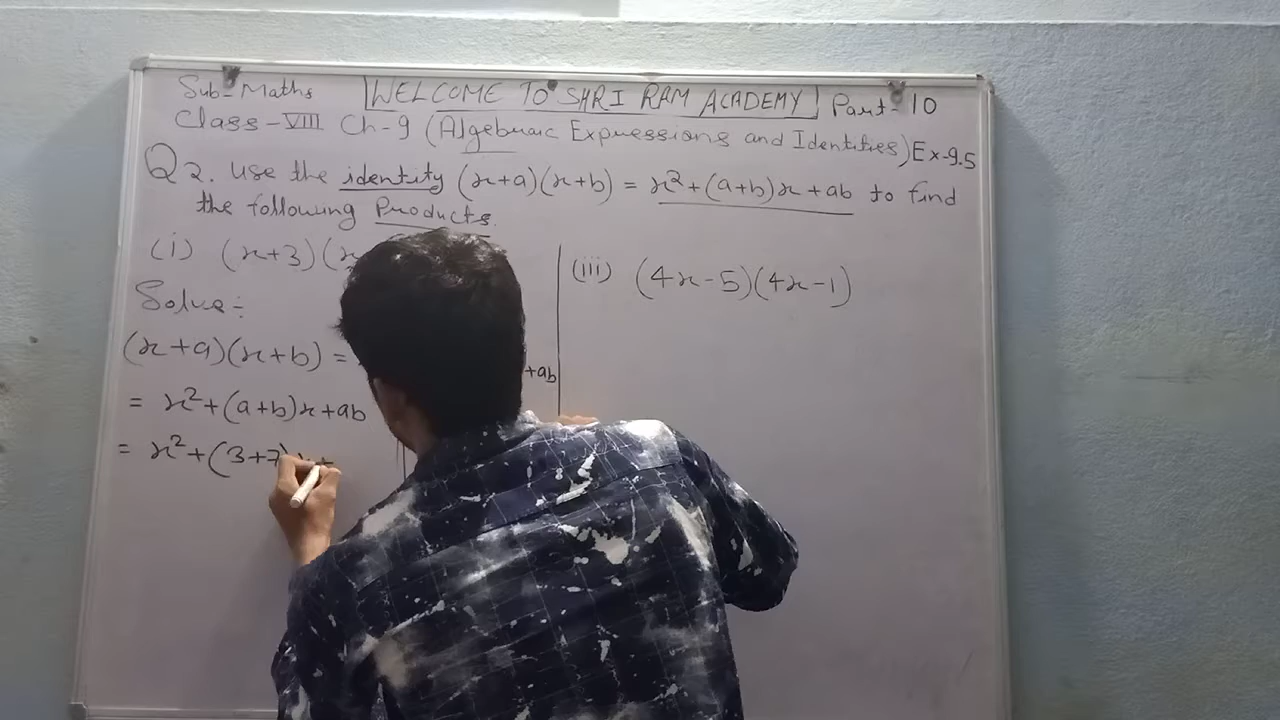 Sub-Maths WELCOME TO SHRI RAM ACADEMY Part-10
Class-VIII Ch-9 (Algebraic Expressions and Identities) Ex-9.5
Q2. Use the identity (x+a)(x+b) = x²+(a+b)x+ab to find
the following Products.
(i) (x+3)(x
Solve:-
(x+a)(x+b) =
= x²+(a+b)x+ab
= x²+(3+7)x+
+ab
(iii) (4x-5)(4x-1)